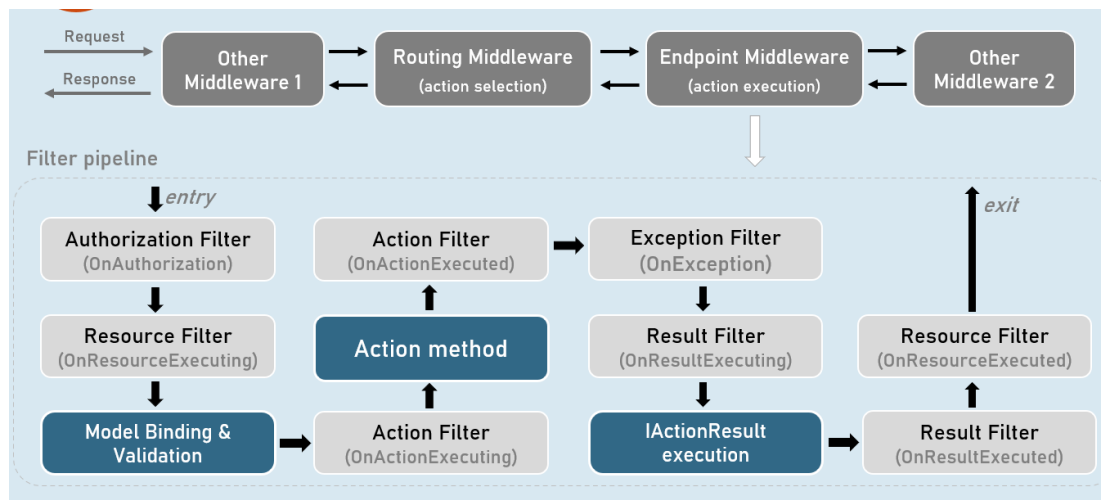 Request
Response
Other
Middleware 1
Routing Middleware
(action selection)
Endpoint Middleware
(action execution)
Other
Middleware 2
Filter pipeline
entry
Authorization Filter
(OnAuthorization)
Resource Filter
(OnResourceExecuting)
Model Binding &
Validation
Action Filter
(OnActionExecuting)
Action method
Action Filter
(OnActionExecuted)
Exception Filter
(OnException)
Result Filter
(OnResultExecuting)
IActionResult
execution
Result Filter
(OnResultExecuted)
Resource Filter
(OnResourceExecuted)
exit